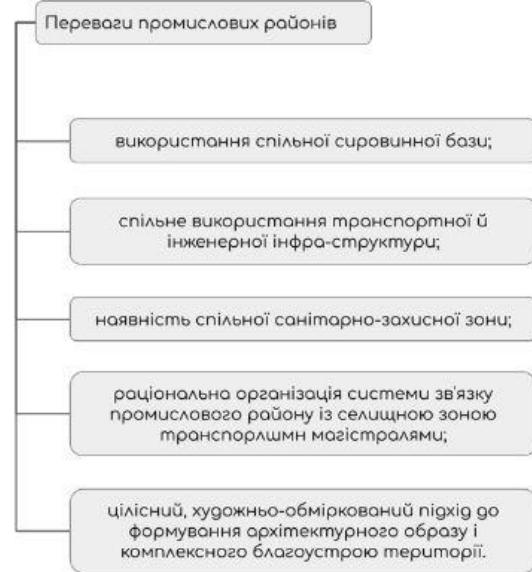 Переваги промислових районів
використання спільної сировинної бази;
спільне використання транспортної й
інженерної інфра-структури;
наявність спільної санітарно-захисної зони;
раціональна організація системи зв'язку
промислового району із селищною зоною
транспорлшмн магістралями;
цілісний, художньо-обміркований підхід до
формування архітектурного образу і
комплексного благоустрою території.